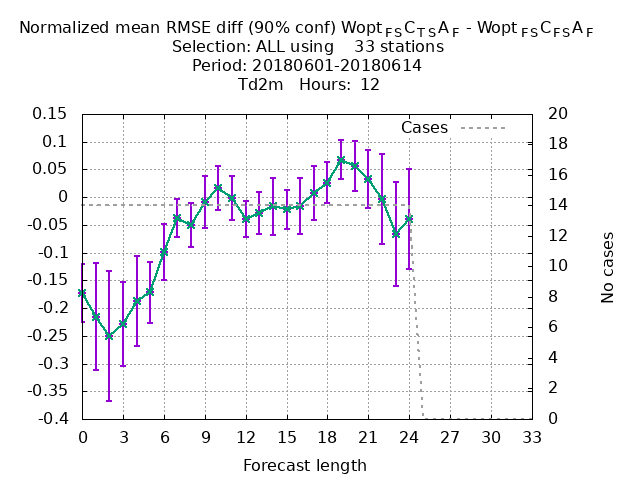 Normalized mean RMSE diff (90% conf) Wopt FS C T S A F - Wopt FS C F S A F
Selection: ALL using 33 stations
Period: 20180601-20180614
Td2m Hours: 12
Cases
0.15
0.1
0.05
0
-0.05
-0.1
-0.15
-0.2
-0.25
-0.3
-0.35
-0.4
20
18
16
14
12
10
8
6
4
2
0
No cases
0 3 6 9 12 15 18 21 24 27 30 33
Forecast length